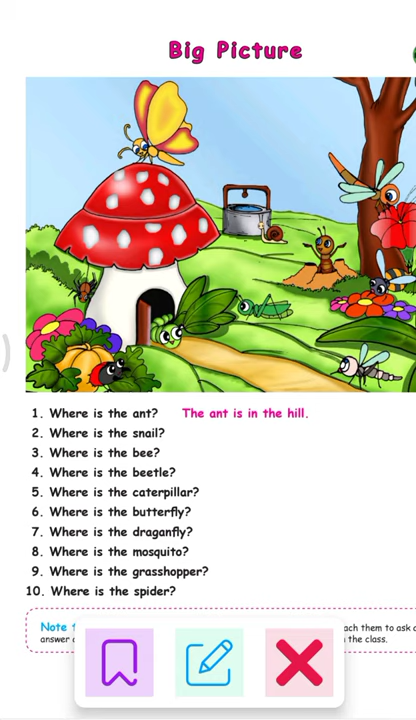 Big Picture
1. Where is the ant? The ant is in the hill.
2. Where is the snail?
3. Where is the bee?
4. Where is the beetle?
5. Where is the caterpillar?
6. Where is the butterfly?
7. Where is the draganfly?
8. Where is the mosquito?
9. Where is the grasshopper?
10. Where is the spider?
Note
ach them to ask
answer
the class.